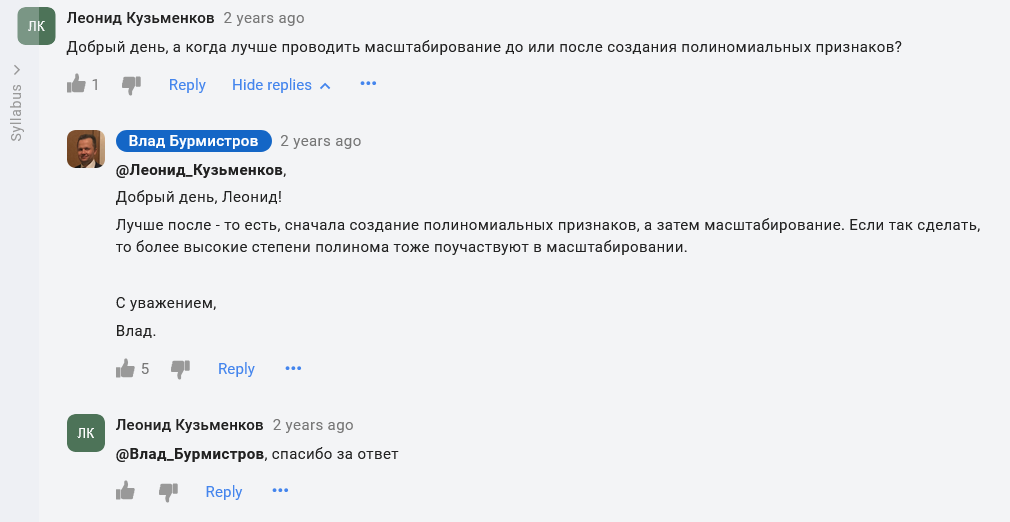 ЛК
Леонид Кузьменков 2 years ago
Добрый день, а когда лучше проводить масштабирование до или после создания полиномиальных признаков?
1 Reply Hide replies •••
Syllabus
Влад Бурмистров 2 years ago
@Леонид_Кузьменков,
Добрый день, Леонид!
Лучше после - то есть, сначала создание полиномиальных признаков, а затем масштабирование. Если так сделать,
то более высокие степени полинома тоже поучаствуют в масштабировании.
С уважением,
Влад.
5 Reply •••
ЛК
Леонид Кузьменков 2 years ago
@Влад_Бурмистров, спасибо за ответ
Reply •••